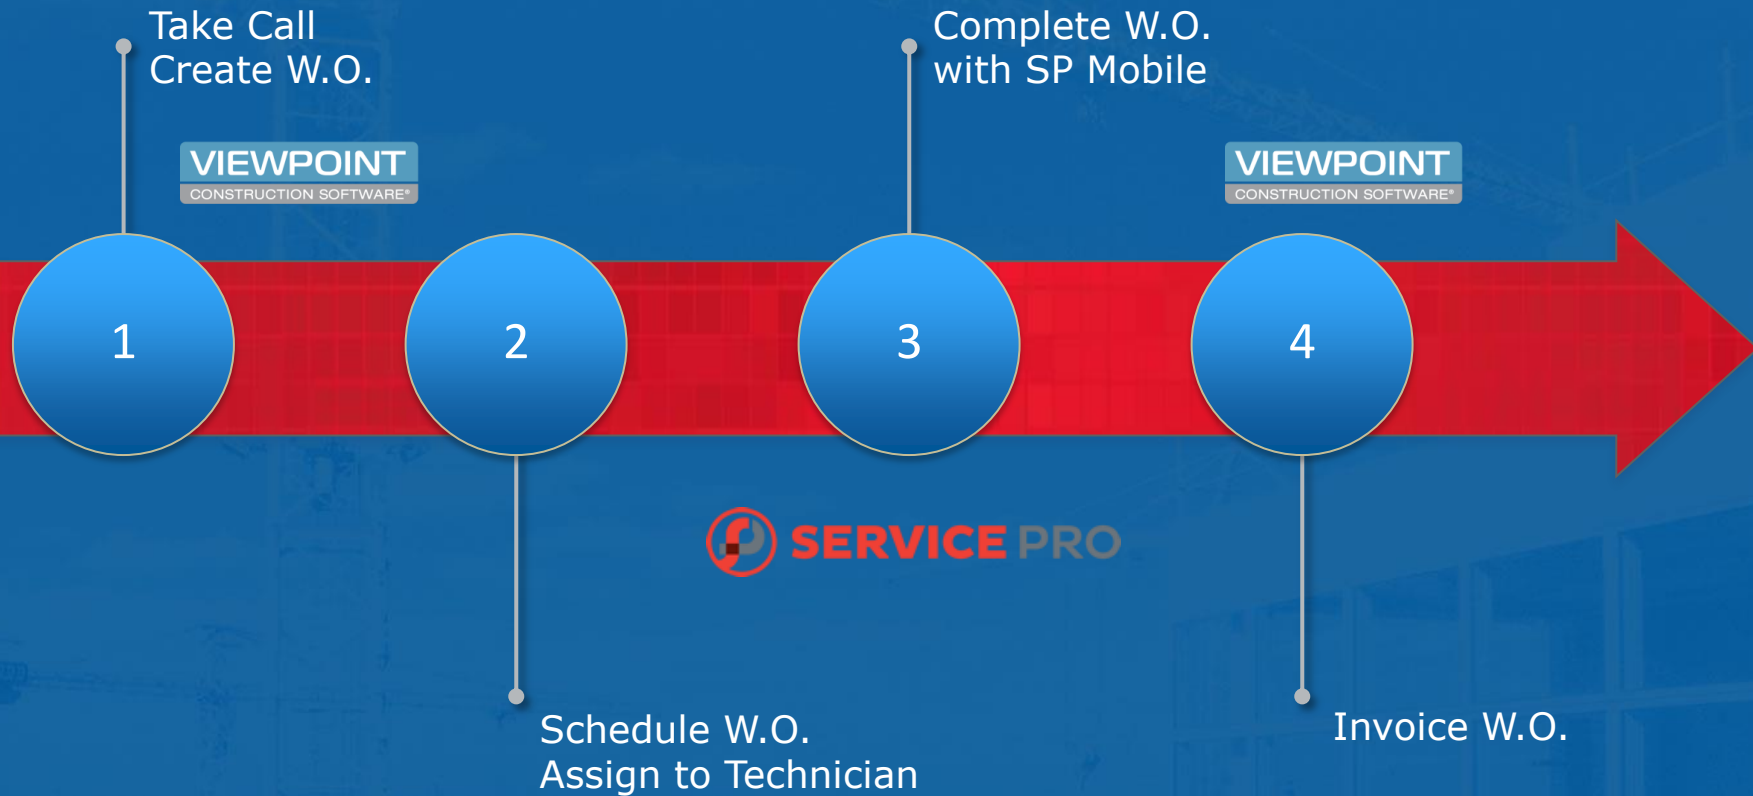 Take Call
Create W.O.
Complete W.O.
with SP Mobile
VIEWPOINT
CONSTRUCTION SOFTWARE®
VIEWPOINT
CONSTRUCTION SOFTWARE®
1
2
3
4
SERVICE PRO
Schedule W.O.
Assign to Technician
Invoice W.O.